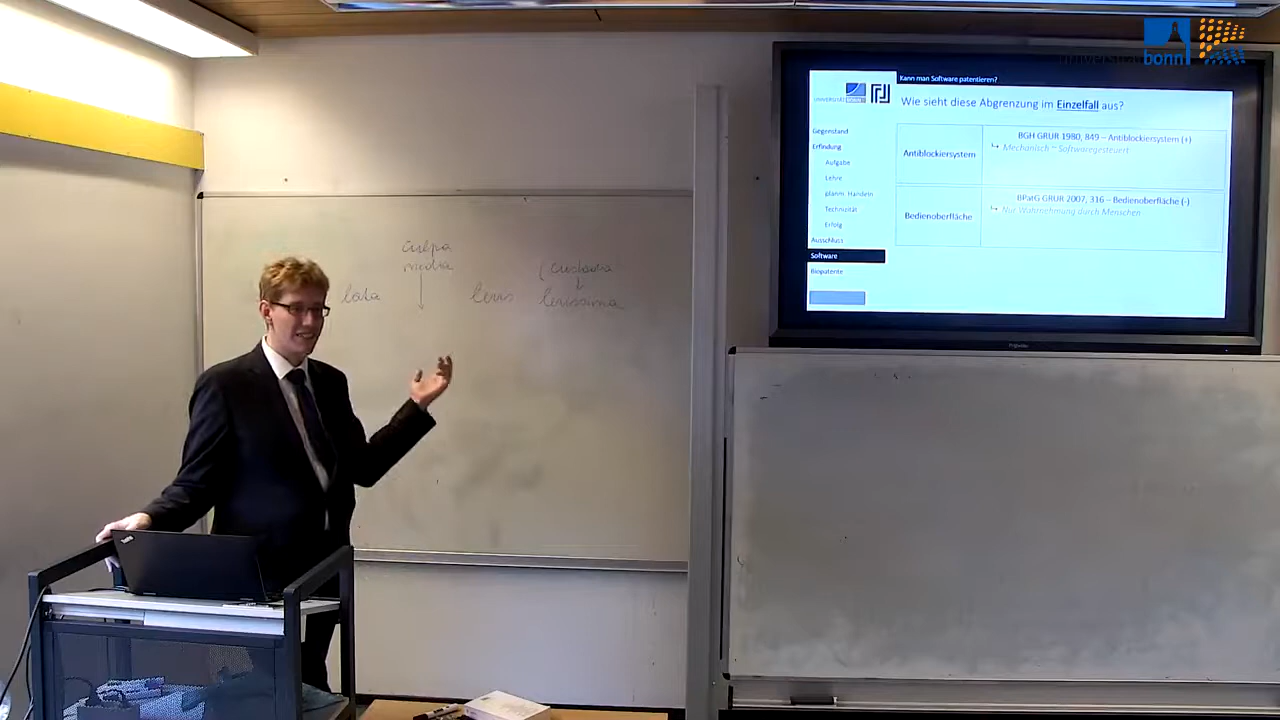 universität bonn
Kann man Software patentieren?
UNIVERSITÄT BONN
Wie sieht diese Abgrenzung im Einzelfall aus?
Gegenstand
Erfindung
Aufgabe
Lehre
planm. Handeln
Technizität
Erfolg
Ausschluss
Software
Biopatente
Antiblockiersystem
BGH GRUR 1980, 849 – Antiblockiersystem (+)
↳ Mechanisch ~ Softwaregesteuert
Bedienoberfläche
BPatG GRUR 2007, 316 – Bedienoberfläche (-)
↳ Nur Wahrnehmung durch Menschen
culpa
media
lata
levis
levissima